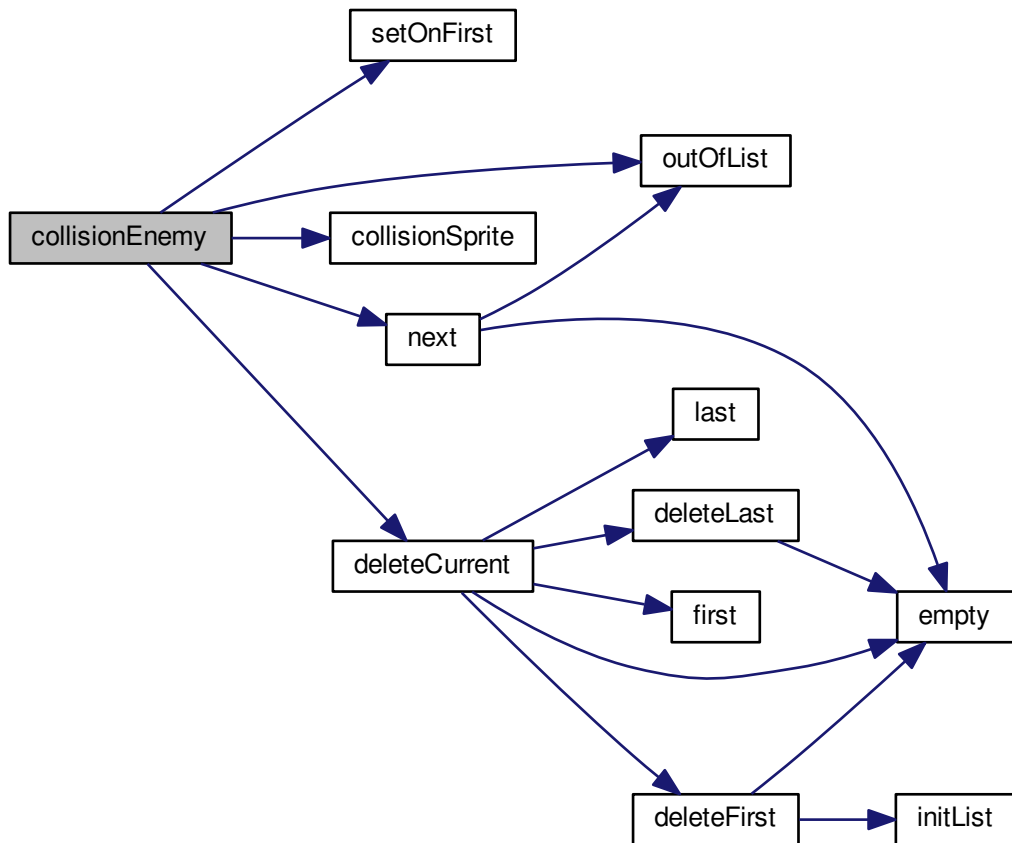 setOnFirst
outOfList
collisionEnemy
collisionSprite
next
last
deleteLast
deleteCurrent
first
empty
deleteFirst
initList